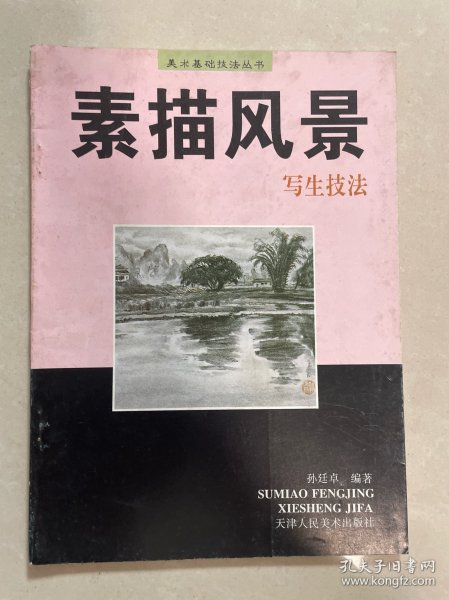 美术基础技法丛书
素描风景
写生技法
孙廷卓 编著
SUMIAO FENGJING
XIESHENG JIFA
天津人民美术出版社
孔夫子旧书网
www.kongfz.com